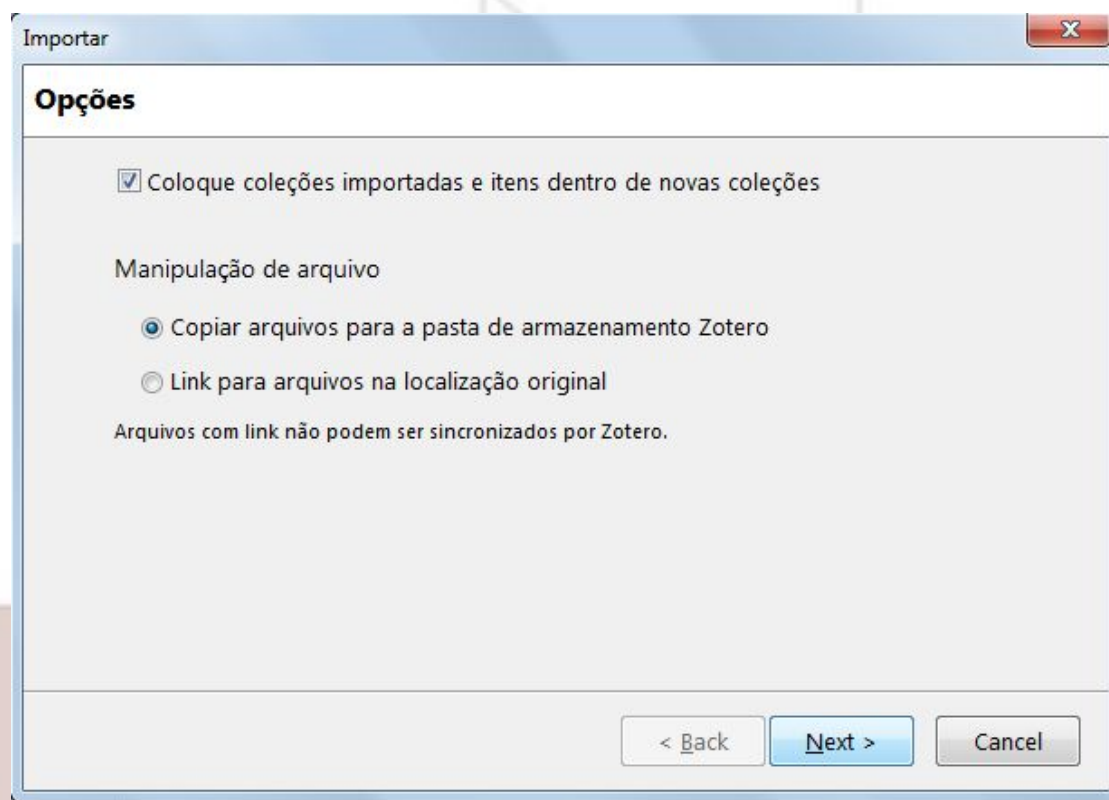 Importar
Opções
Coloque coleções importadas e itens dentro de novas coleções
Manipulação de arquivo
Copiar arquivos para a pasta de armazenamento Zotero
Link para arquivos na localização original
Arquivos com link não podem ser sincronizados por Zotero.
< Back Next > Cancel